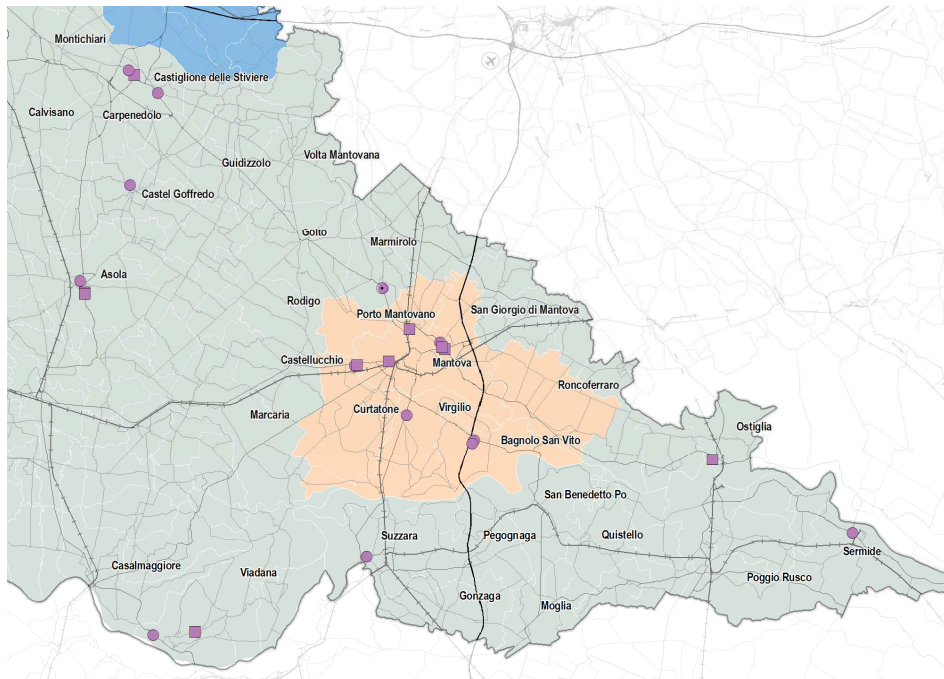 Montichiari
Castiglione delle Stiviere
Calvisano
Carpenedolo
Volta Mantovana
Guidizzolo
Castel Goffredo
Goito
Marmirolo
Asola
Rodigo
San Giorgio di Mantova
Porto Mantovano
Castellucchio
Mantova
Roncoferraro
Marcaria
Curtatone
Virgilio
Ostiglia
Bagnolo San Vito
San Benedetto Po
Suzzara
Pegognaga
Quistello
Sermide
Casalmaggiore
Viadana
Poggio Rusco
Gonzaga
Moglia